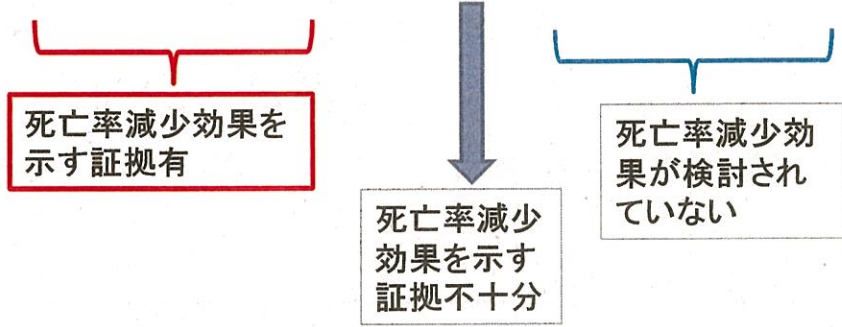 死亡率減少効果を
示す証拠有
死亡率減少
効果を示す
証拠不十分
死亡率減少効
果が検討され
ていない